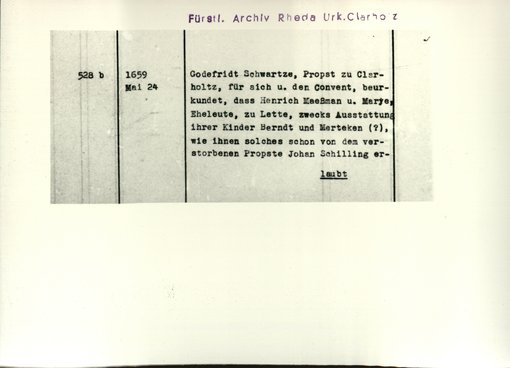 Fürstl. Archiv Rheda Urk.Clarholz
528 b
1659
Mai 24
Godefridt Schwartze, Propst zu Clar-
holtz, für sich u. den Convent, beur-
kundet, dass Henrich Maeßman u. Marye,
Eheleute, zu Lette, zwecks Ausstattung
ihrer Kinder Berndt und Merteken (?),
wie ihnen solches schon von dem ver-
storbenen Propste Johan Schilling er-
laubt